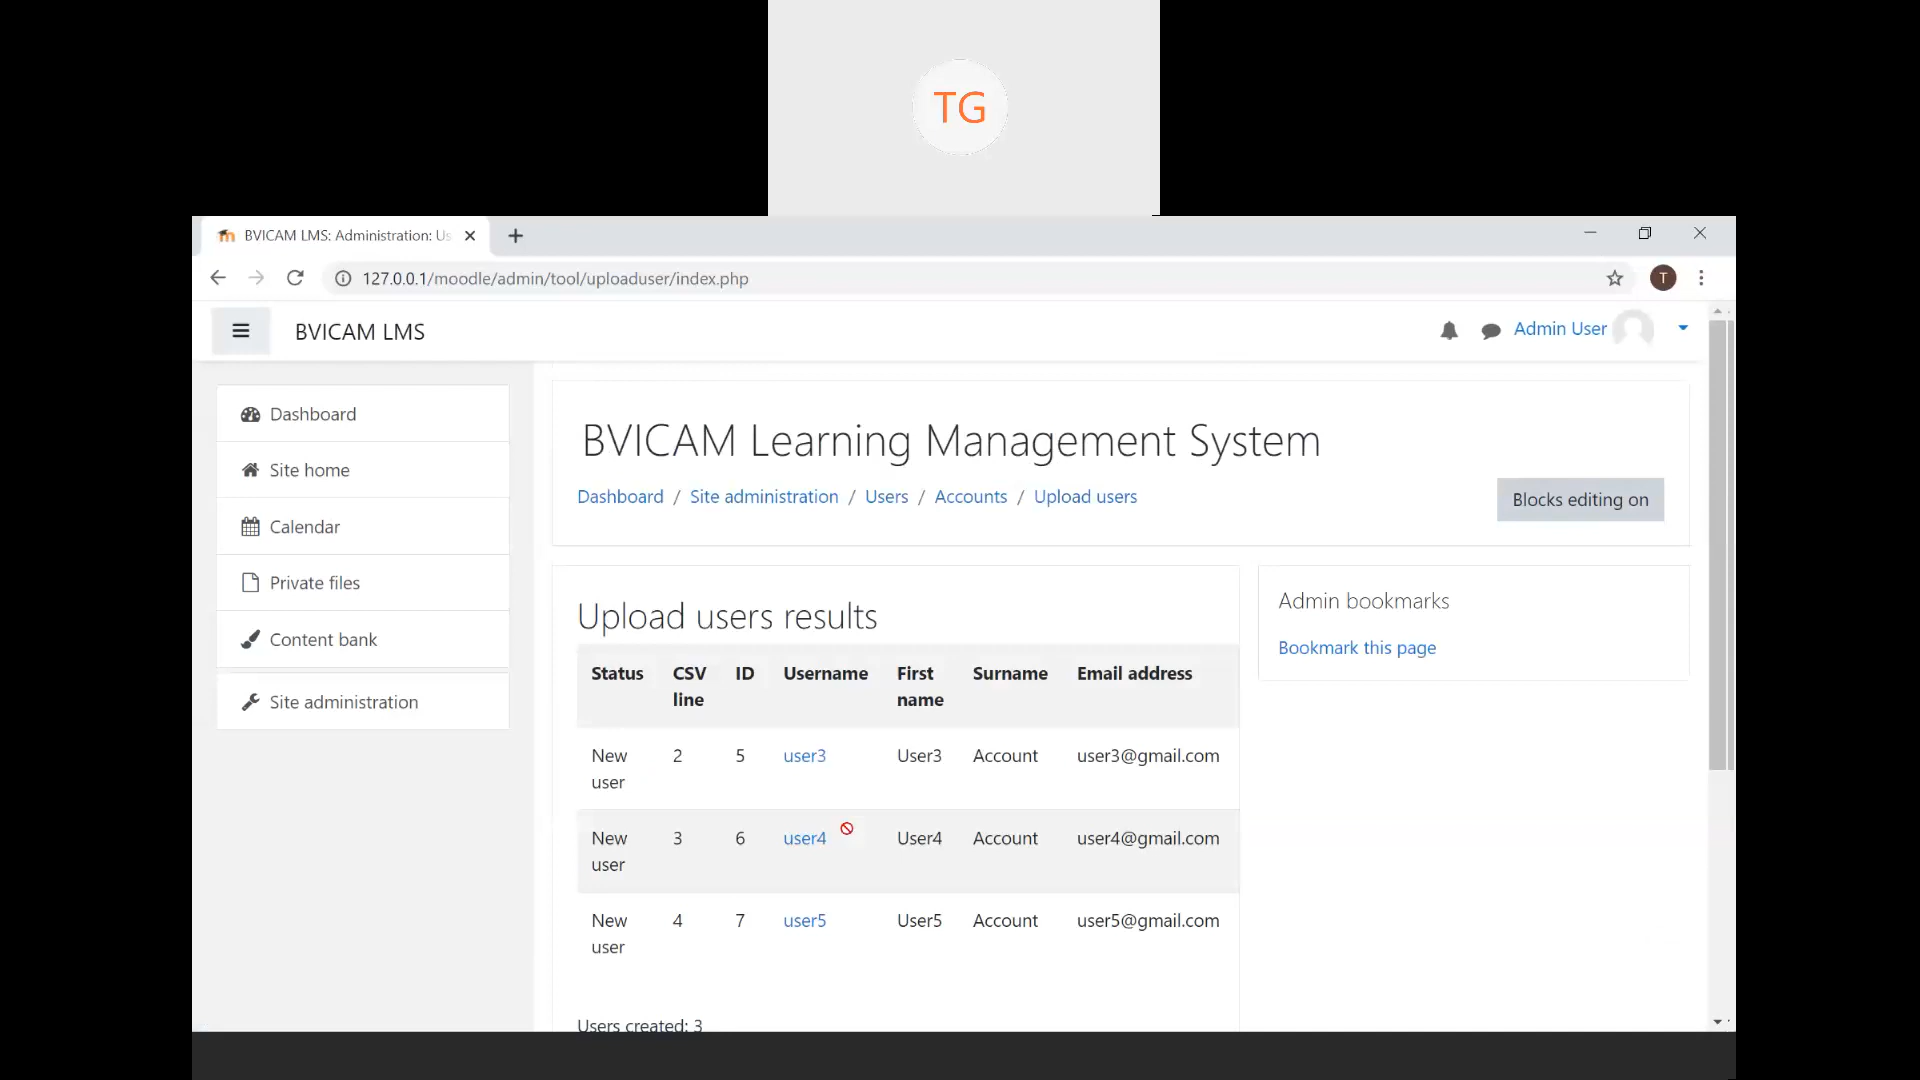 TG
BVICAM LMS: Administration: Us
127.0.0.1/moodle/admin/tool/uploaduser/index.php
T
BVICAM LMS
Admin User
Dashboard
Site home
Calendar
Private files
Content bank
Site administration
BVICAM Learning Management System
Dashboard / Site administration / Users / Accounts / Upload users
Blocks editing on
Upload users results
Status CSV line ID Username First name Surname Email address
New user 2 5 user3 User3 Account user3@gmail.com
New user 3 6 user4 User4 Account user4@gmail.com
New user 4 7 user5 User5 Account user5@gmail.com
Users created: 3
Admin bookmarks
Bookmark this page